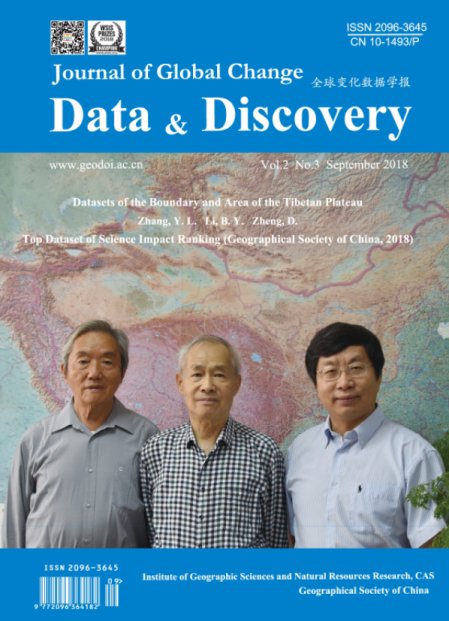 WSIS
PRIZES
2018
CHAMPION
ISSN 2096-3645
CN 10-1493/P
Journal of Global Change 全球变化数据学报
Data & Discovery
www.geodoi.ac.cn Vol.2 No.3 September 2018
Datasets of the Boundary and Area of the Tibetan Plateau
Zhang, Y. L. Li, B. Y. Zheng, D.
Top Dataset of Science Impact Ranking (Geographical Society of China, 2018)
ISSN 2096-3645
09>
9 772096 364182
Institute of Geographic Sciences and Natural Resources Research, CAS
Geographical Society of China